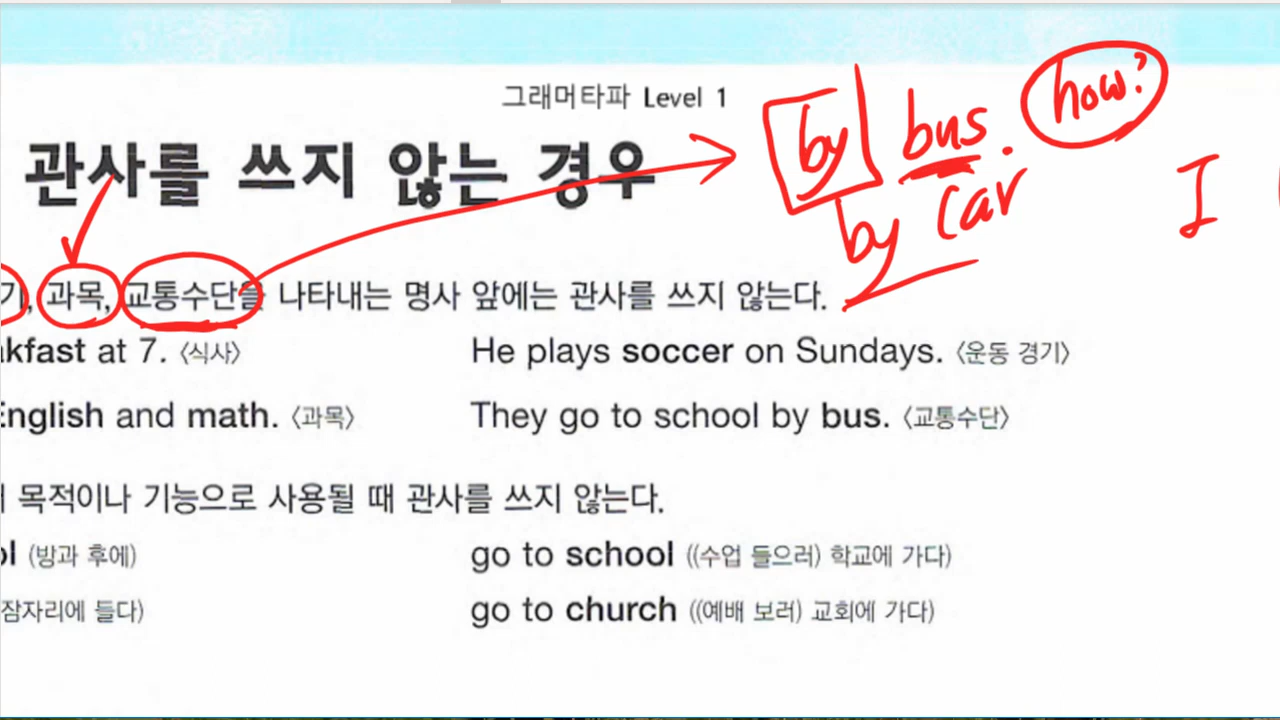 그래머타파 Level 1
관사를 쓰지 않는 경우
by bus. how?
by car
I
기, 과목, 교통수단을 나타내는 명사 앞에는 관사를 쓰지 않는다.
kfast at 7. 〈식사〉 He plays soccer on Sundays. 〈운동 경기〉
English and math. 〈과목〉 They go to school by bus. 〈교통수단〉
목적이나 기능으로 사용될 때 관사를 쓰지 않는다.
ol (방과 후에) go to school ((수업 들으러) 학교에 가다)
잠자리에 들다) go to church ((예배 보러) 교회에 가다)